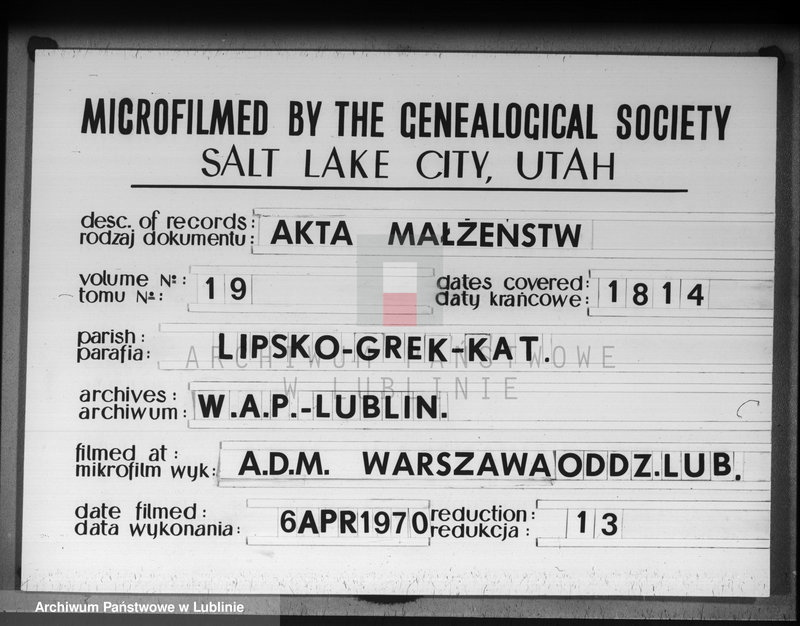 MICROFILMED BY THE GENEALOGICAL SOCIETY
SALT LAKE CITY, UTAH
desc. of records:
rodzaj dokumentu: AKTA MAŁŻEŃSTW
volume №:
tomu №: 19
dates covered:
daty krańcowe: 1814
parish:
parafia: LIPSKO-GREK-KAT.
ARCHIWUM PAŃSTWOWE
W LUBLINIE
archives:
archiwum: W.A.P.-LUBLIN.
filmed at:
mikrofilm wyk: A.D.M. WARSZAWA ODDZ.LUB.
date filmed:
data wykonania: 6APR1970
reduction:
redukcja: 13
Archiwum Państwowe w Lublinie